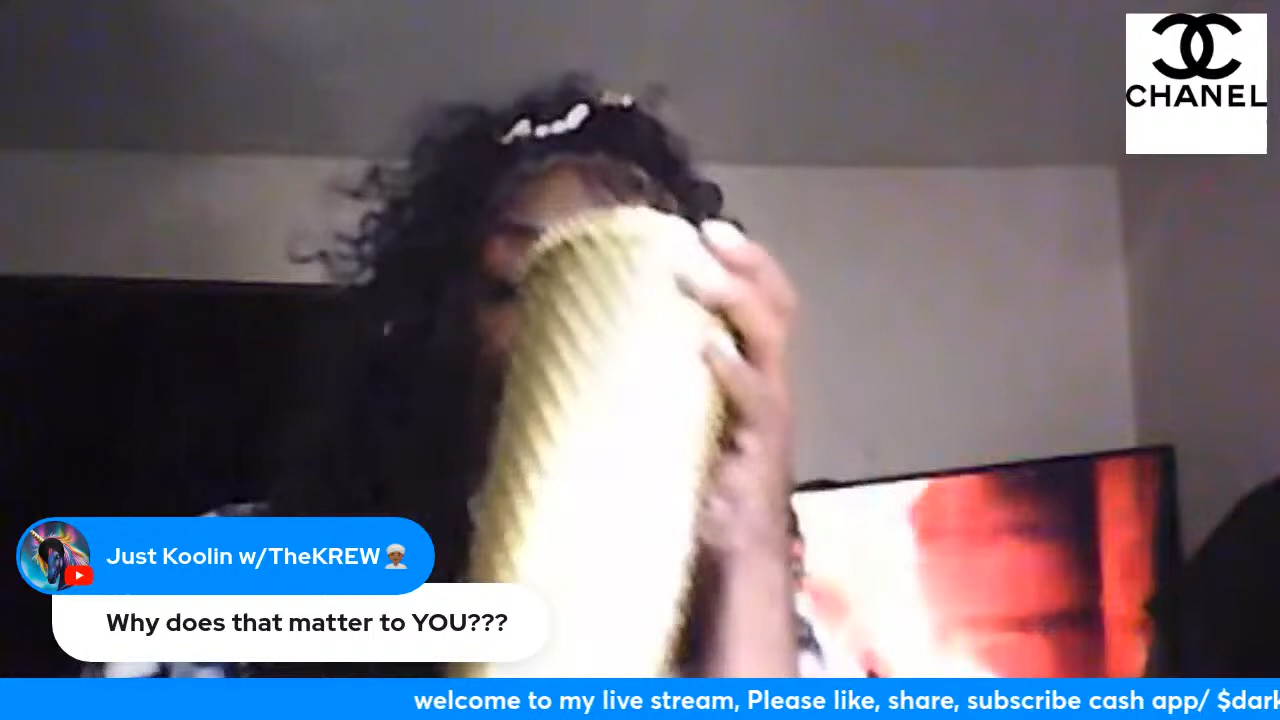 CHANEL
Just Koolin w/TheKREW👳🏽
Why does that matter to YOU???
welcome to my live stream, Please like, share, subscribe cash app/ $dark